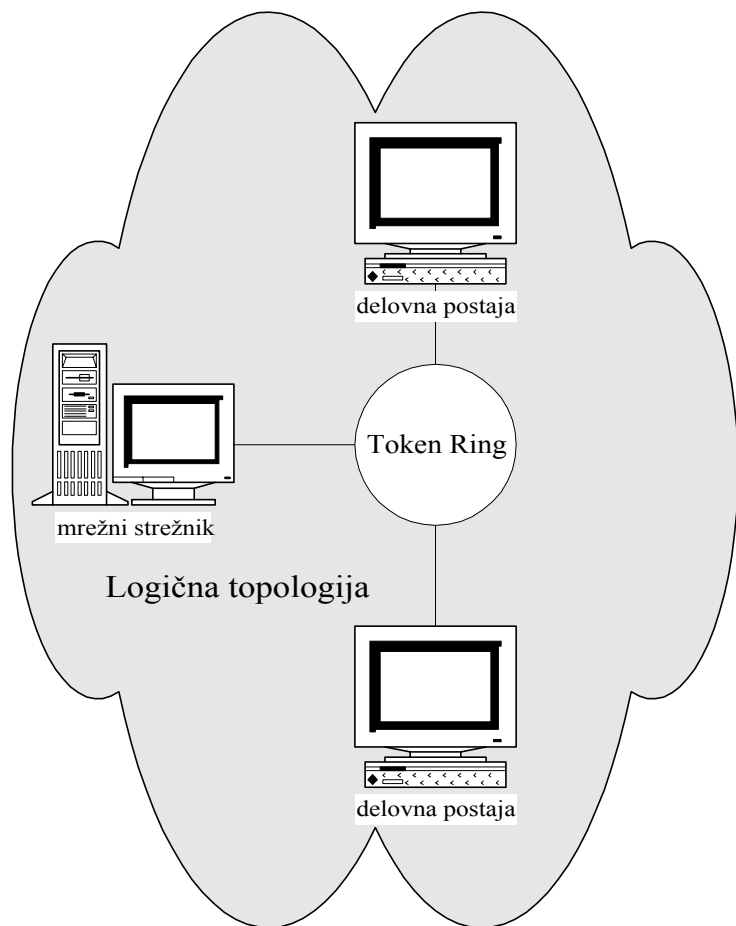 delovna postaja
Token Ring
mrežni strežnik
Logična topologija
delovna postaja